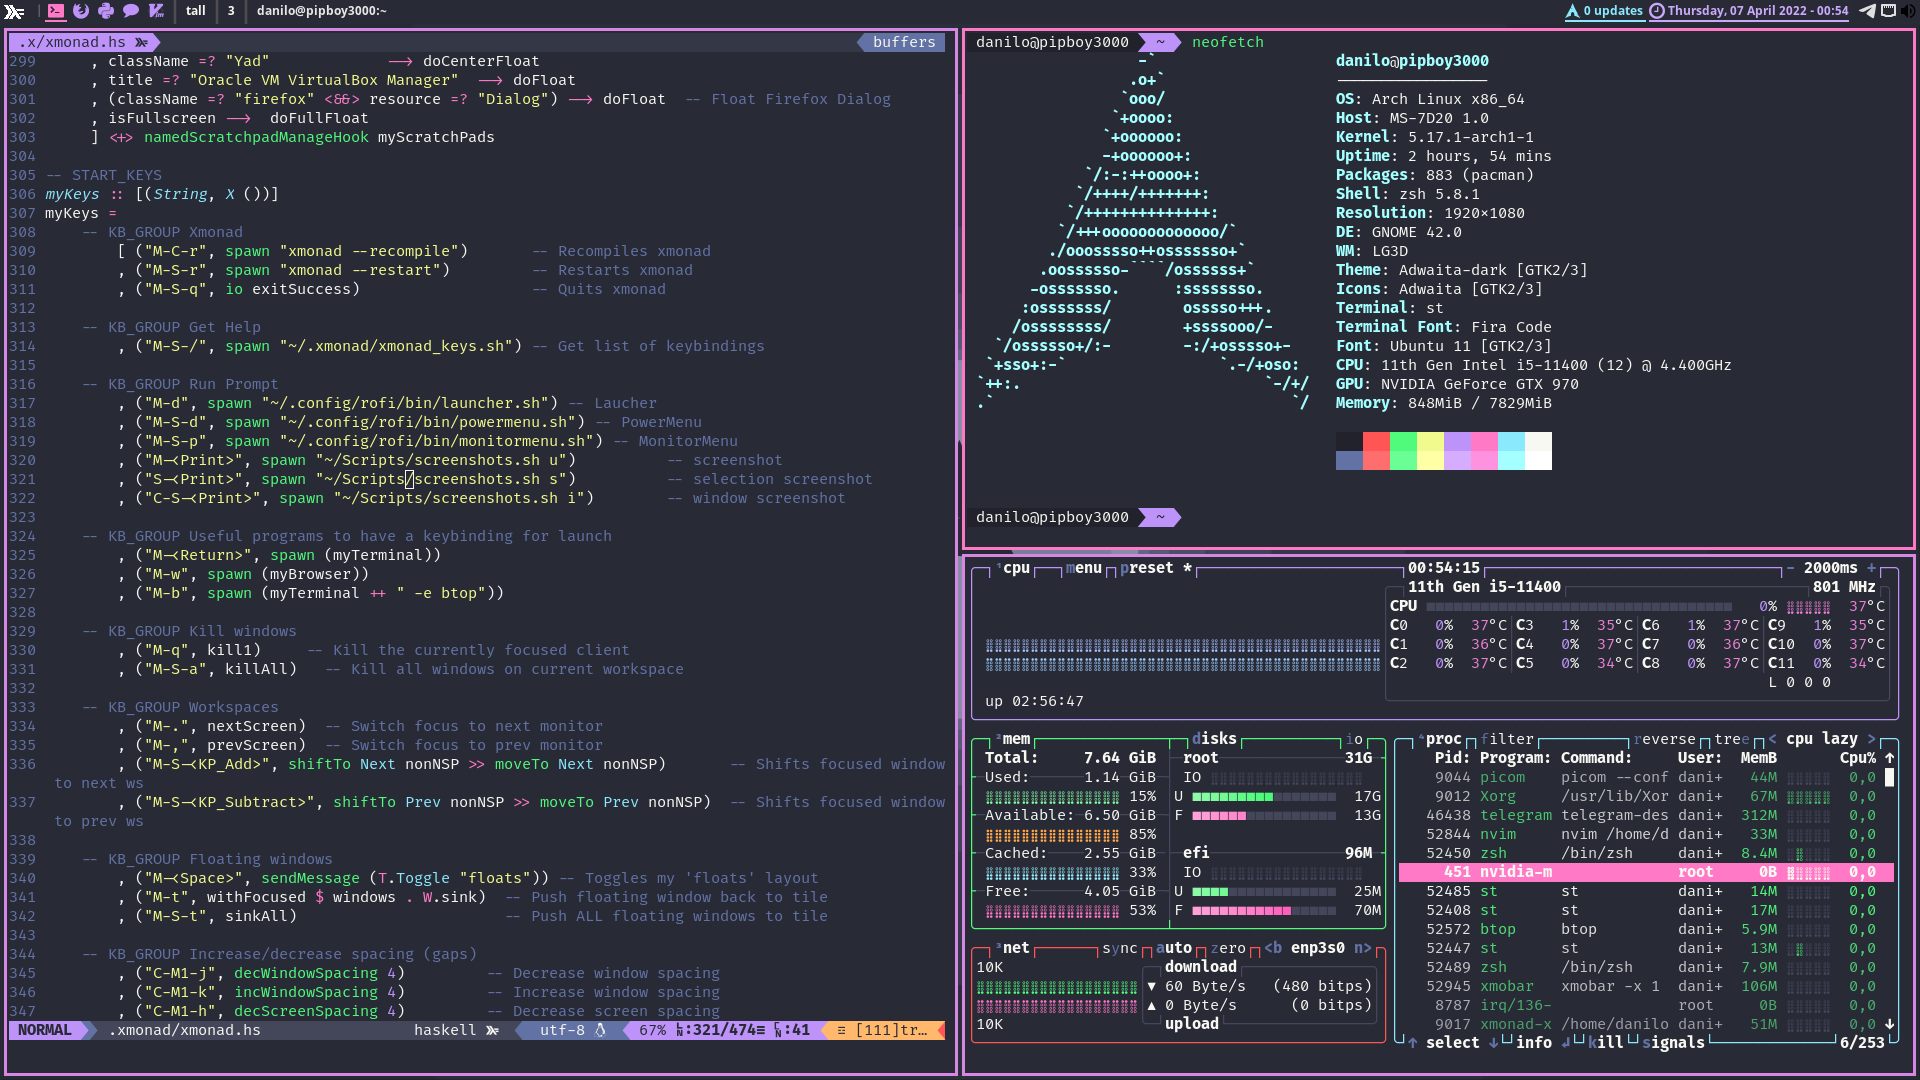 tall 3 danilo@pipboy3000:~
0 updates Thursday, 07 April 2022 - 00:54
.x/xmonad.hs buffers
299 , className =? "Yad" --> doCenterFloat
300 , title =? "Oracle VM VirtualBox Manager" --> doFloat
301 , (className =? "firefox" <&&> resource =? "Dialog") --> doFloat -- Float Firefox Dialog
302 , isFullscreen --> doFullFloat
303 ] <+> namedScratchpadManageHook myScratchPads
304
305 -- START_KEYS
306 myKeys :: [(String, X ())]
307 myKeys =
308 -- KB_GROUP Xmonad
309 [ ("M-C-r", spawn "xmonad --recompile") -- Recompiles xmonad
310 , ("M-S-r", spawn "xmonad --restart") -- Restarts xmonad
311 , ("M-S-q", io exitSuccess) -- Quits xmonad
312
313 -- KB_GROUP Get Help
314 , ("M-S-/", spawn "~/.xmonad/xmonad_keys.sh") -- Get list of keybindings
315
316 -- KB_GROUP Run Prompt
317 , ("M-d", spawn "~/.config/rofi/bin/launcher.sh") -- Laucher
318 , ("M-S-d", spawn "~/.config/rofi/bin/powermenu.sh") -- PowerMenu
319 , ("M-S-p", spawn "~/.config/rofi/bin/monitormenu.sh") -- MonitorMenu
320 , ("M-<Print>", spawn "~/Scripts/screenshots.sh u") -- screenshot
321 , ("S-<Print>", spawn "~/Scripts/screenshots.sh s") -- selection screenshot
322 , ("C-S-<Print>", spawn "~/Scripts/screenshots.sh i") -- window screenshot
323
324 -- KB_GROUP Useful programs to have a keybinding for launch
325 , ("M-<Return>", spawn (myTerminal))
326 , ("M-w", spawn (myBrowser))
327 , ("M-b", spawn (myTerminal ++ " -e btop"))
328
329 -- KB_GROUP Kill windows
330 , ("M-q", kill1) -- Kill the currently focused client
331 , ("M-S-a", killAll) -- Kill all windows on current workspace
332
333 -- KB_GROUP Workspaces
334 , ("M-.", nextScreen) -- Switch focus to next monitor
335 , ("M-,", prevScreen) -- Switch focus to prev monitor
336 , ("M-S-<KP_Add>", shiftTo Next nonNSP >> moveTo Next nonNSP) -- Shifts focused window
to next ws
337 , ("M-S-<KP_Subtract>", shiftTo Prev nonNSP >> moveTo Prev nonNSP) -- Shifts focused window
to prev ws
338
339 -- KB_GROUP Floating windows
340 , ("M-<Space>", sendMessage (T.Toggle "floats")) -- Toggles my 'floats' layout
341 , ("M-t", withFocused $ windows . W.sink) -- Push floating window back to tile
342 , ("M-S-t", sinkAll) -- Push ALL floating windows to tile
343
344 -- KB_GROUP Increase/decrease spacing (gaps)
345 , ("C-M1-j", decWindowSpacing 4) -- Decrease window spacing
346 , ("C-M1-k", incWindowSpacing 4) -- Increase window spacing
347 , ("C-M1-h", decScreenSpacing 4) -- Decrease screen spacing
NORMAL .xmonad/xmonad.hs haskell utf-8 67% :321/474≡ :41 [111]tr…
danilo@pipboy3000 ~ neofetch
danilo@pipboy3000
-----------------
OS: Arch Linux x86_64
Host: MS-7D20 1.0
Kernel: 5.17.1-arch1-1
Uptime: 2 hours, 54 mins
Packages: 883 (pacman)
Shell: zsh 5.8.1
Resolution: 1920×1080
DE: GNOME 42.0
WM: LG3D
Theme: Adwaita-dark [GTK2/3]
Icons: Adwaita [GTK2/3]
Terminal: st
Terminal Font: Fira Code
Font: Ubuntu 11 [GTK2/3]
CPU: 11th Gen Intel i5-11400 (12) @ 4.400GHz
GPU: NVIDIA GeForce GTX 970
Memory: 848MiB / 7829MiB
danilo@pipboy3000 ~
¹cpu menu preset * 00:54:15 - 2000ms +
11th Gen i5-11400 801 MHz
CPU 0% 37°C
C0 0% 37°C C3 1% 35°C C6 1% 37°C C9 1% 35°C
C1 0% 36°C C4 0% 37°C C7 0% 36°C C10 0% 37°C
C2 0% 37°C C5 0% 34°C C8 0% 37°C C11 0% 34°C
L 0 0 0
up 02:56:47
²mem disks io
Total: 7.64 GiB root 31G
Used: 1.14 GiB IO
15% U 17G
Available: 6.50 GiB F 13G
85%
Cached: 2.55 GiB efi 96M
33% IO
Free: 4.05 GiB U 25M
53% F 70M
³net sync auto zero <b enp3s0 n>
10K download
▼ 60 Byte/s (480 bitps)
▲ 0 Byte/s (0 bitps)
10K upload
⁴proc filter reverse tree < cpu lazy >
Pid: Program: Command: User: MemB Cpu% ↑
9044 picom picom --conf dani+ 44M 0,0
9012 Xorg /usr/lib/Xor dani+ 67M 0,0
46438 telegram telegram-des dani+ 312M 0,0
52844 nvim nvim /home/d dani+ 33M 0,0
52450 zsh /bin/zsh dani+ 8.4M 0,0
451 nvidia-m root 0B 0,0
52485 st st dani+ 14M 0,0
52408 st st dani+ 17M 0,0
52572 btop btop dani+ 5.9M 0,0
52447 st st dani+ 13M 0,0
52489 zsh /bin/zsh dani+ 7.9M 0,0
52945 xmobar xmobar -x 1 dani+ 106M 0,0
8787 irq/136- root 0B 0,0
9017 xmonad-x /home/danilo dani+ 51M 0,0 ↓
↑ select ↓ info ↲ kill signals 6/253